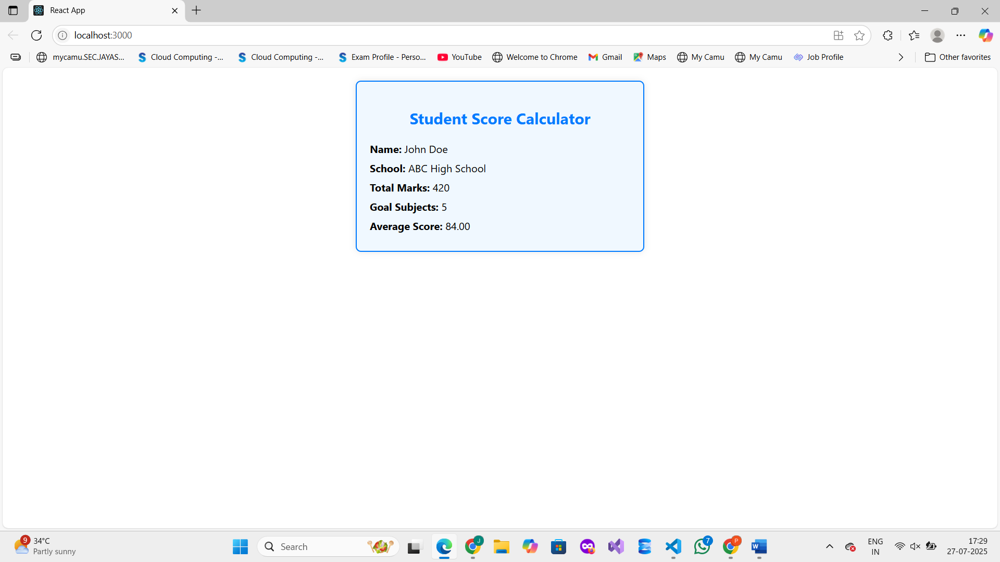 React App
localhost:3000
mycamu.SEC.JAYAS... Cloud Computing -... Cloud Computing -... Exam Profile - Perso... YouTube Welcome to Chrome Gmail Maps My Camu My Camu Job Profile Other favorites
Student Score Calculator
Name: John Doe
School: ABC High School
Total Marks: 420
Goal Subjects: 5
Average Score: 84.00
9
34°C
Partly sunny
Search
J
7
P
W
ENG
IN
17:29
27-07-2025